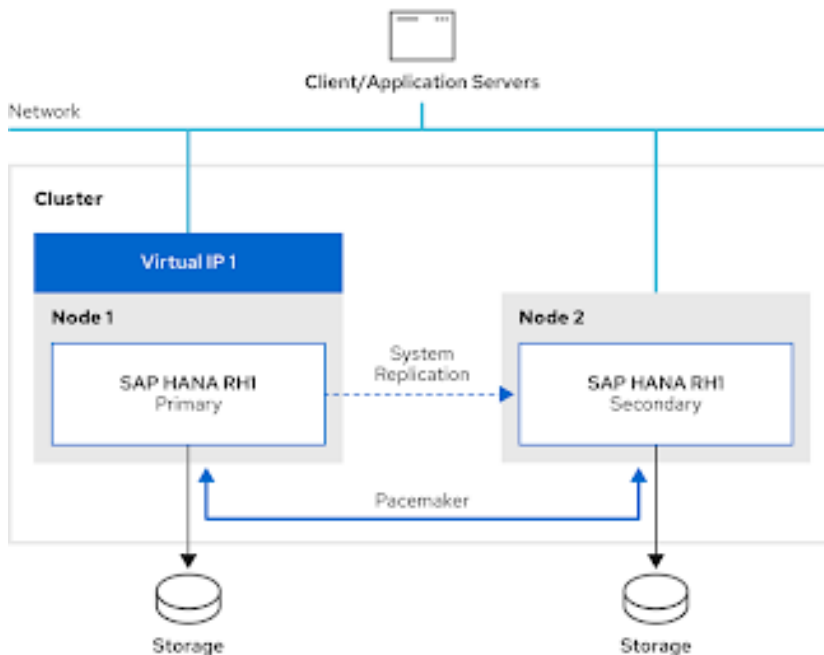 Client/Application Servers
Network
Cluster
Virtual IP 1
Node 1
Node 2
System
Replication
SAP HANA RH1
Primary
SAP HANA RH1
Secondary
Pacemaker
Storage
Storage